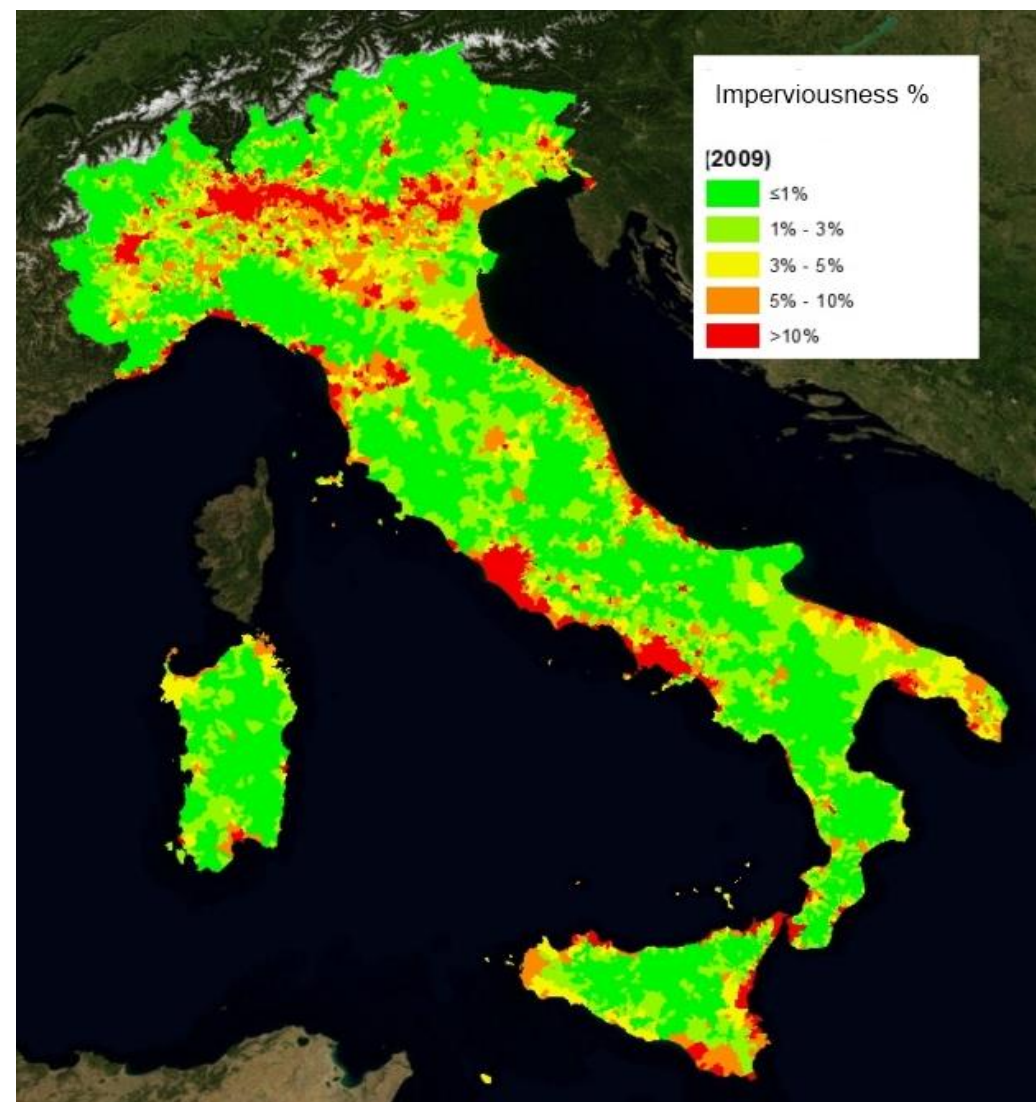 Imperviousness %
(2009)
≤1%
1% - 3%
3% - 5%
5% - 10%
>10%